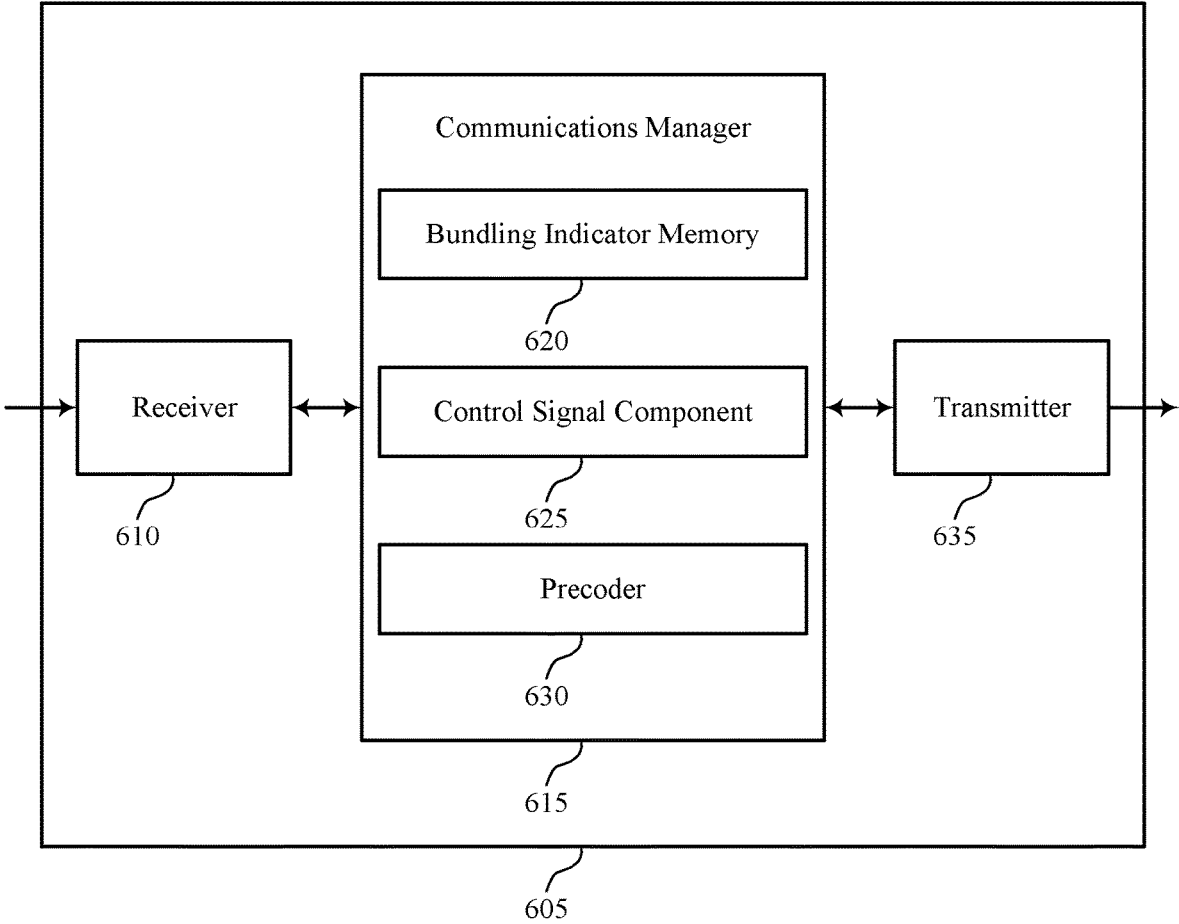 Communications Manager
Bundling Indicator Memory
620
Receiver
610
Control Signal Component
625
Transmitter
635
Precoder
630
615
605